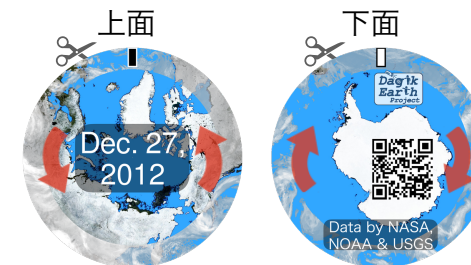 上面
下面
Dec. 27,
2012
Dagik
Earth
Project
Data by NASA,
NOAA & USGS